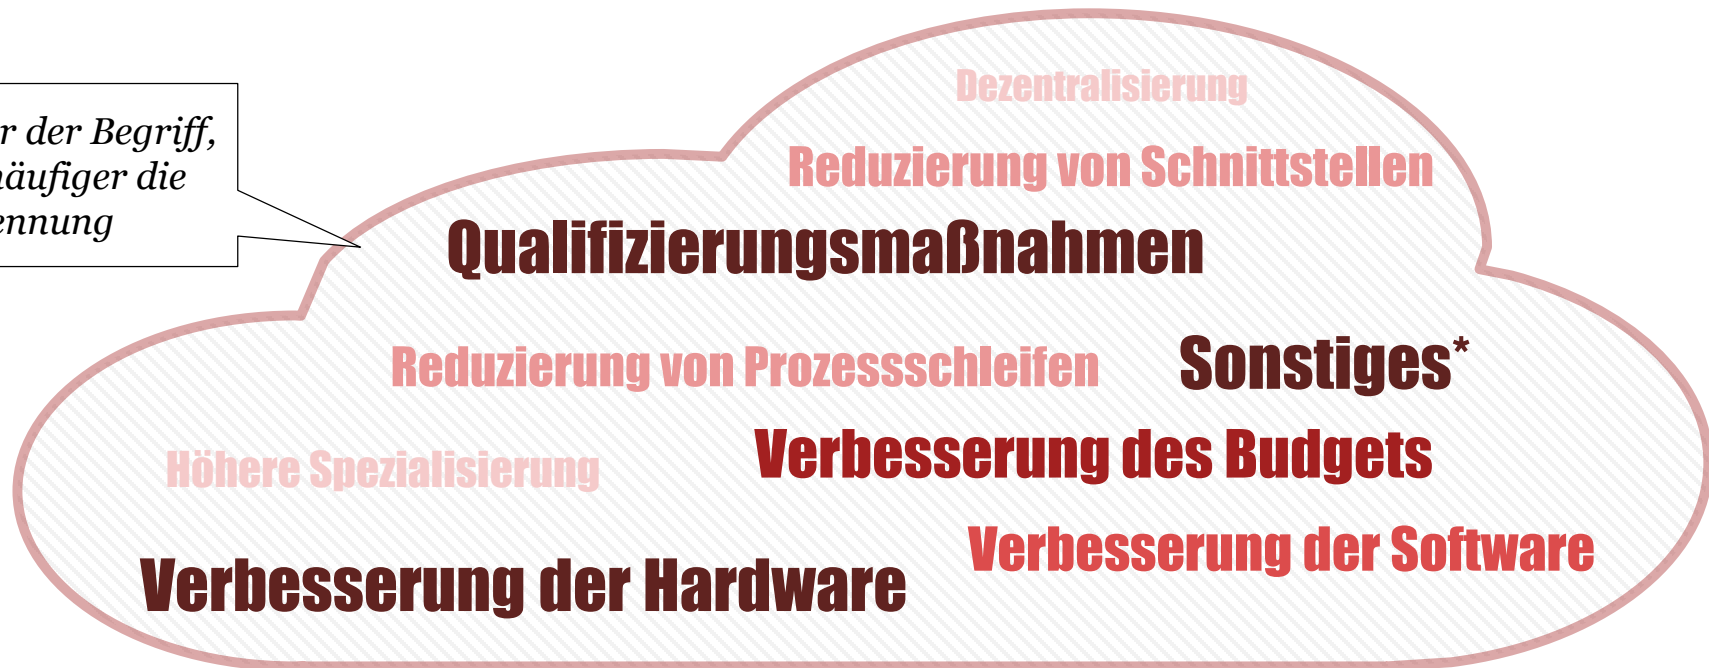 r der Begriff,
häufiger die
ennung
Dezentralisierung
Reduzierung von Schnittstellen
Qualifizierungsmaßnahmen
Reduzierung von Prozessschleifen
Sonstiges*
Verbesserung des Budgets
Höhere Spezialisierung
Verbesserung der Software
Verbesserung der Hardware